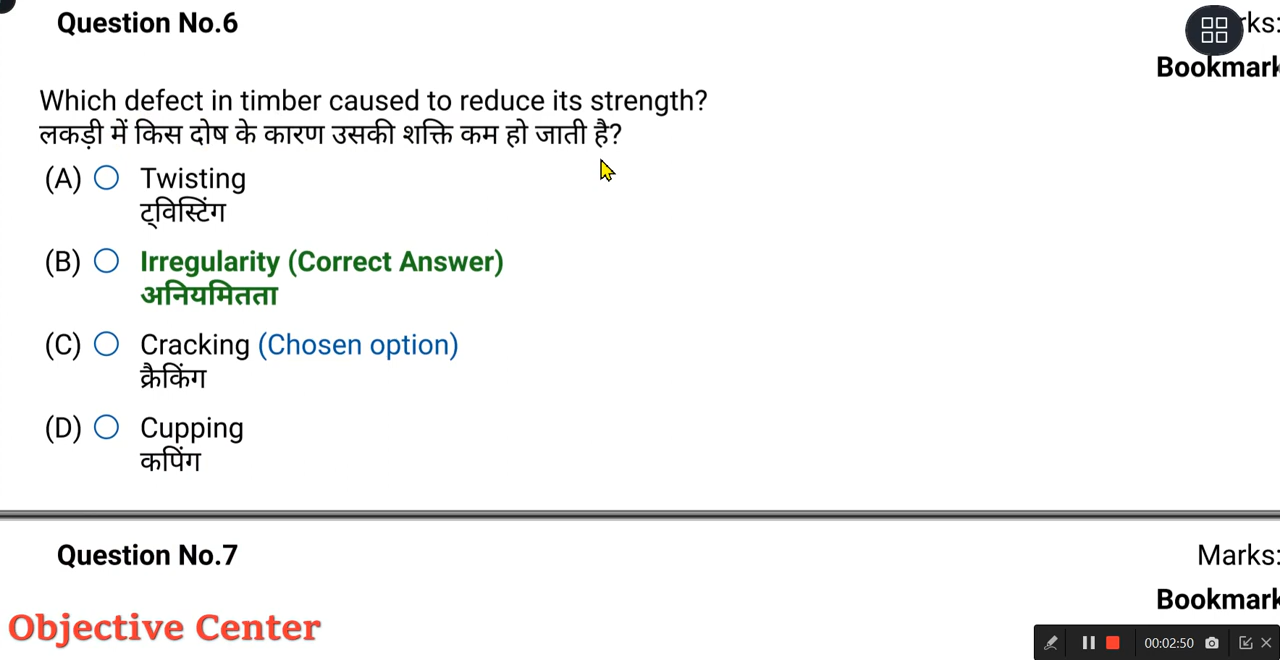 Question No.6
rks:
Bookmark
Which defect in timber caused to reduce its strength?
लकड़ी में किस दोष के कारण उसकी शक्ति कम हो जाती है?
(A) Twisting
ट्विस्टिंग
(B) Irregularity (Correct Answer)
अनियमितता
(C) Cracking (Chosen option)
क्रैकिंग
(D) Cupping
कपिंग
Question No.7
Marks:
Bookmark
Objective Center
00:02:50